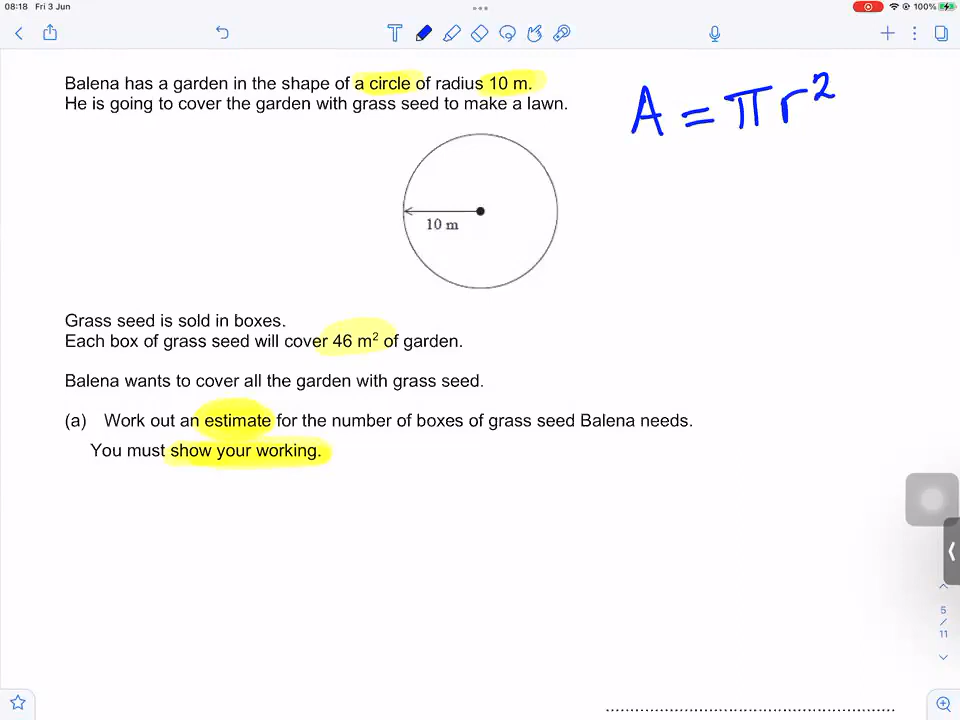 08:18 Fri 3 Jun
100%
Balena has a garden in the shape of a circle of radius 10 m.
He is going to cover the garden with grass seed to make a lawn.
A = πr²
10 m
Grass seed is sold in boxes.
Each box of grass seed will cover 46 m² of garden.
Balena wants to cover all the garden with grass seed.
(a) Work out an estimate for the number of boxes of grass seed Balena needs.
You must show your working.
5
/
11